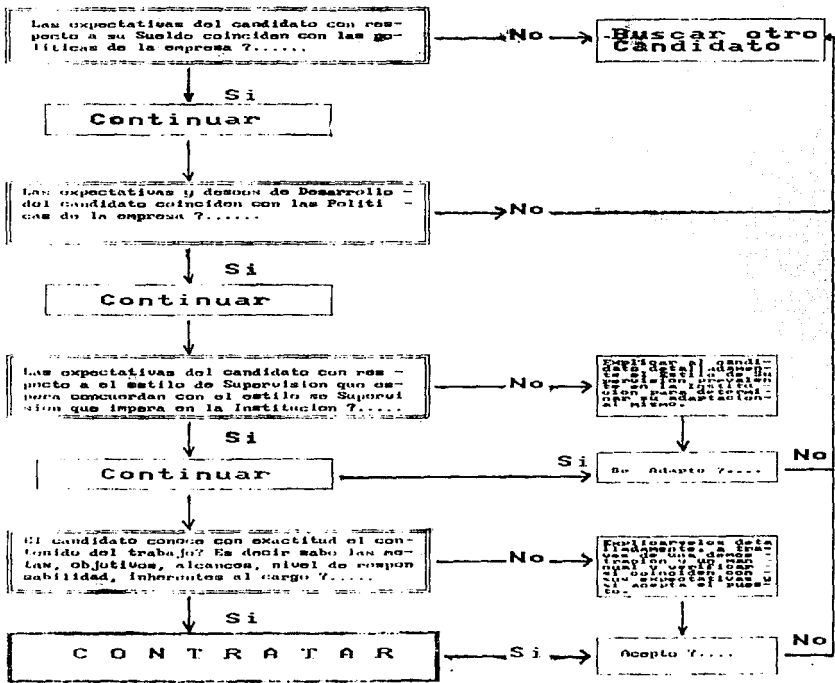 Las expectativas del candidato con res-
pecto a su Sueldo coinciden con las po-
liticas de la empresa ?......
No
Buscar otro
Candidato
Si
Continuar
Las expectativas y deseos de Desarrollo -
del candidato coinciden con las Politi -
cas de la empresa ?......
No
Si
Continuar
Las expectativas del candidato con res -
pecto a el estilo de Supervision que es-
pera concuerdan con el estilo se Supervi
sion que impera en la Institucion ?.....
No
Si
Continuar
Si
Se Adapto ?....
No
El candidato conoce con exactitud el con-
tenido del trabajo? Es decir sabe las me-
tas, objetivos, alcances, nivel de respon
sabilidad, inherentes al cargo ?.....
No
Si
C O N T R A T A R
Si
Acepto ?....
No